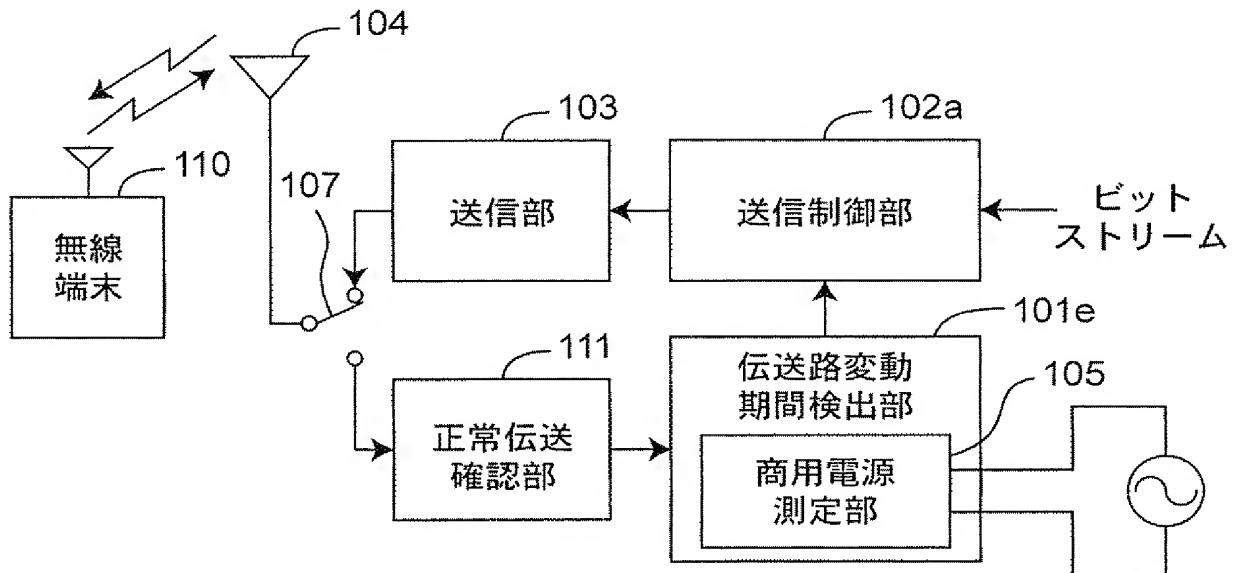 104
103
102a
110
107
送信部
送信制御部
ビット
ストリーム
無線
端末
101e
111
伝送路変動
期間検出部
105
正常伝送
確認部
商用電源
測定部